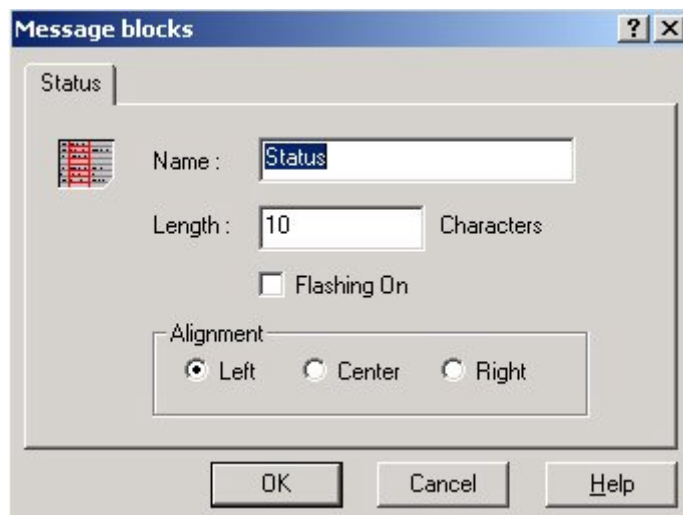 Message blocks
Status
Name : Status
Length : 10 Characters
Flashing On
Alignment
Left Center Right
OK Cancel Help